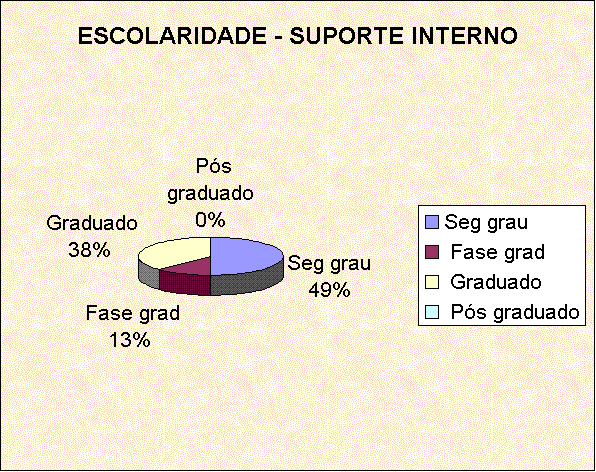 ESCOLARIDADE - SUPORTE INTERNO
Pós
graduado
0%
Graduado
38%
Seg grau
49%
Fase grad
13%
Seg grau
Fase grad
Graduado
Pós graduado